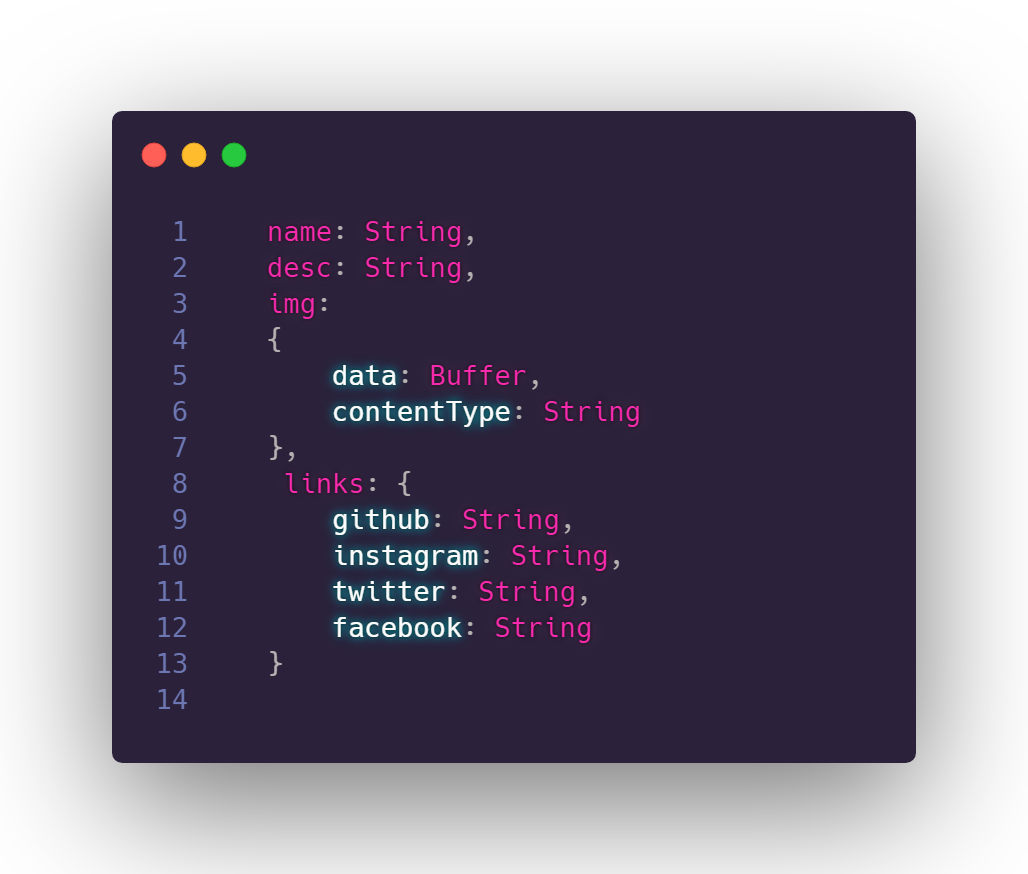 1 name: String,
2 desc: String,
3 img:
4 {
5 data: Buffer,
6 contentType: String
7 },
8 links: {
9 github: String,
10 instagram: String,
11 twitter: String,
12 facebook: String
13 }
14